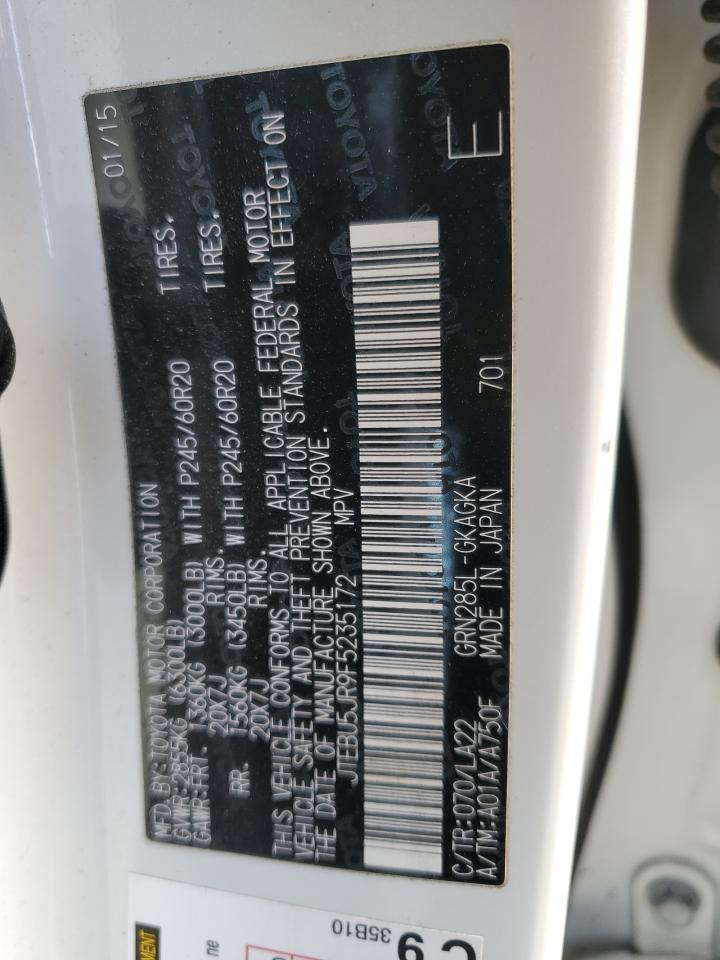 MFD. BY: TOYOTA MOTOR CORPORATION 01/15
GVWR: 2855KG (6300LB)
GAWR: FRT. 1360KG (3000LB) WITH P245/60R20 TIRES.
20X7J RIMS.
RR. 1560KG (3450LB) WITH P245/60R20 TIRES.
20X7J RIMS.
THIS VEHICLE CONFORMS TO ALL APPLICABLE FEDERAL MOTOR
VEHICLE SAFETY AND THEFT PREVENTION STANDARDS IN EFFECT ON
THE DATE OF MANUFACTURE SHOWN ABOVE.
JTEBU5JR9F5235172 MPV
C/TR: 070/LA22 GRN285L-GKAGKA 701 E
A/TM: A01A/A750F MADE IN JAPAN
35B10